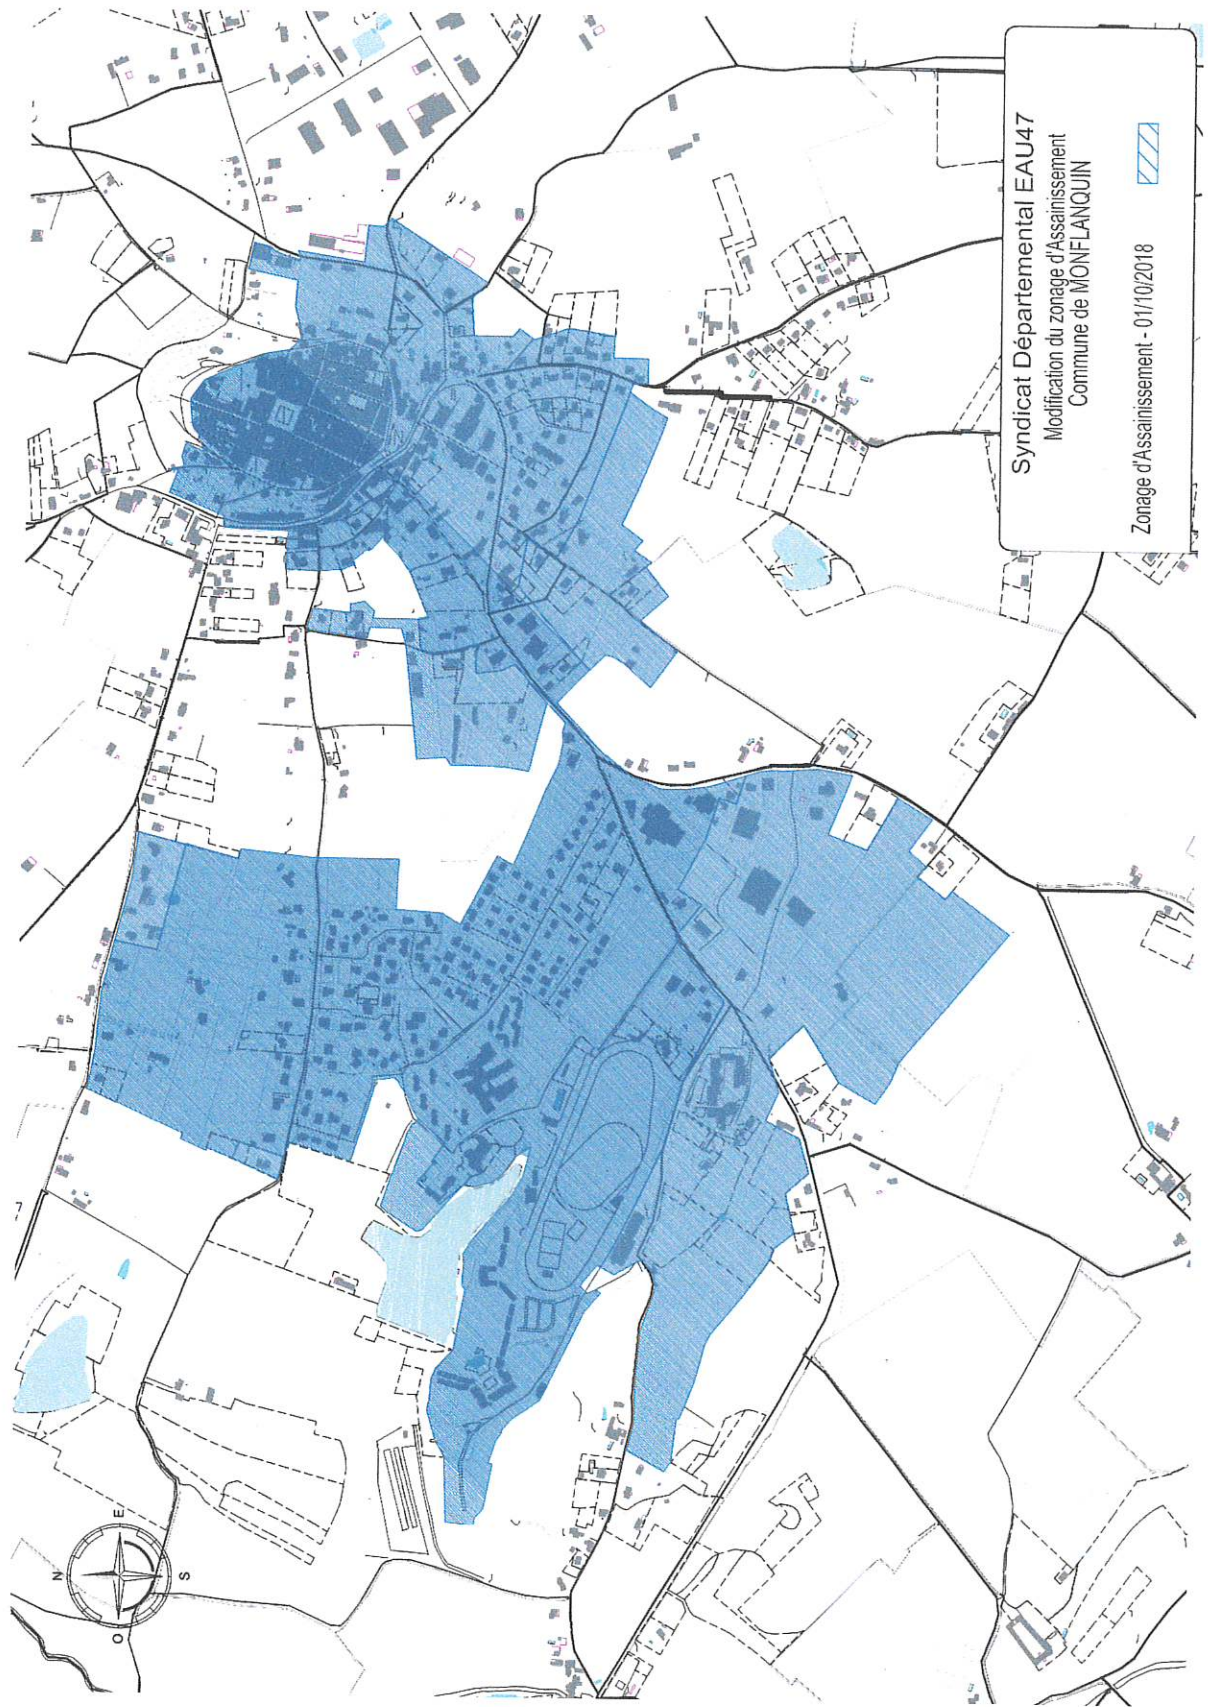 Syndicat Départemental EAU47
Modification du zonage d'Assainissement
Commune de MONFLANQUIN
Zonage d'Assainissement - 01/10/2018
N
E
S
O